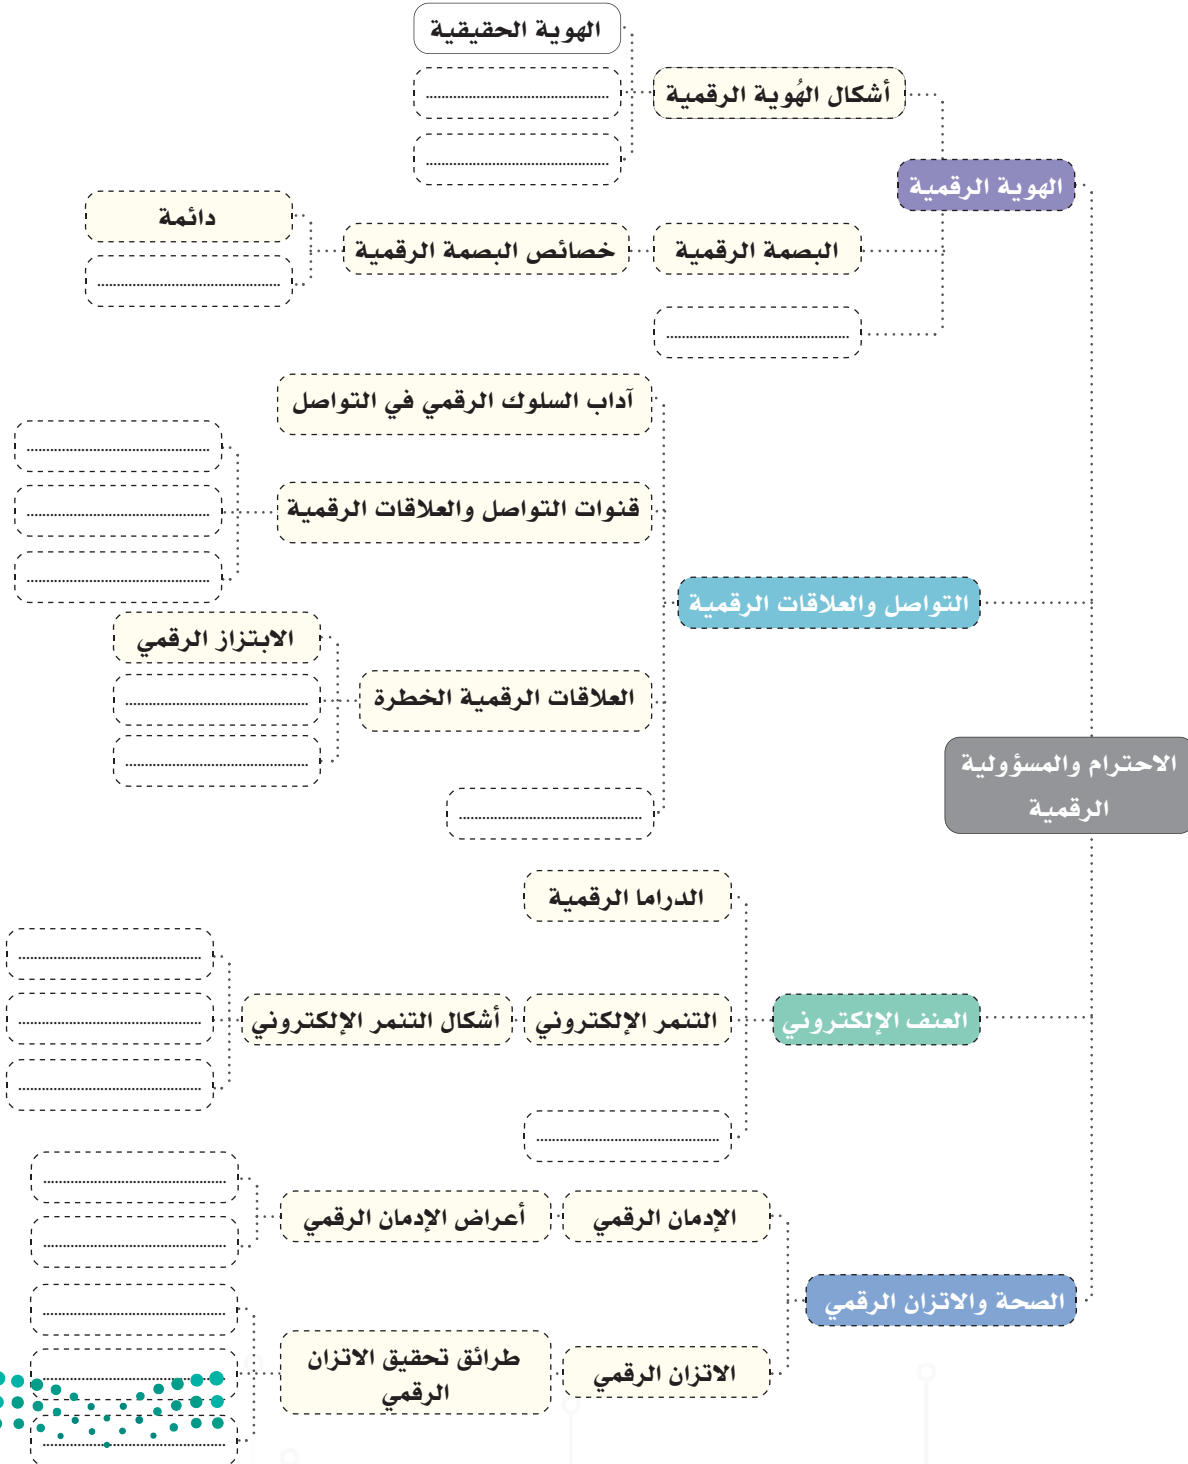 الهوية الحقيقية
أشكال الهُوية الرقمية
..........
..........
الهوية الرقمية
دائمة
البصمة الرقمية
خصائص البصمة الرقمية
..........
..........
آداب السلوك الرقمي في التواصل
..........
قنوات التواصل والعلاقات الرقمية
..........
..........
التواصل والعلاقات الرقمية
الابتزاز الرقمي
العلاقات الرقمية الخطرة
..........
..........
الاحترام والمسؤولية
الرقمية
..........
الدراما الرقمية
..........
العنف الإلكتروني
التنمر الإلكتروني
أشكال التنمر الإلكتروني
..........
..........
..........
..........
الإدمان الرقمي
أعراض الإدمان الرقمي
..........
الصحة والاتزان الرقمي
..........
الاتزان الرقمي
طرائق تحقيق الاتزان
الرقمي
..........
..........